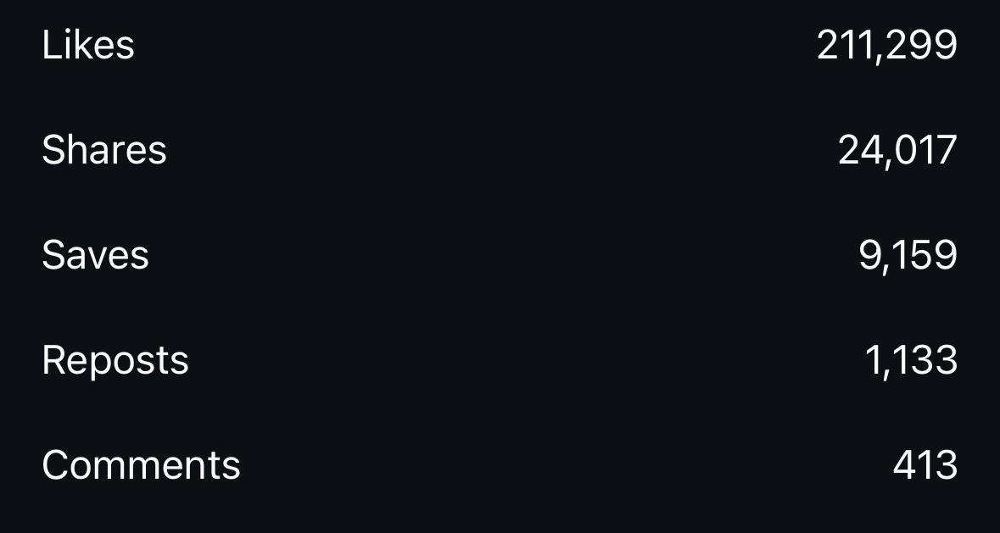 Likes 211,299
Shares 24,017
Saves 9,159
Reposts 1,133
Comments 413